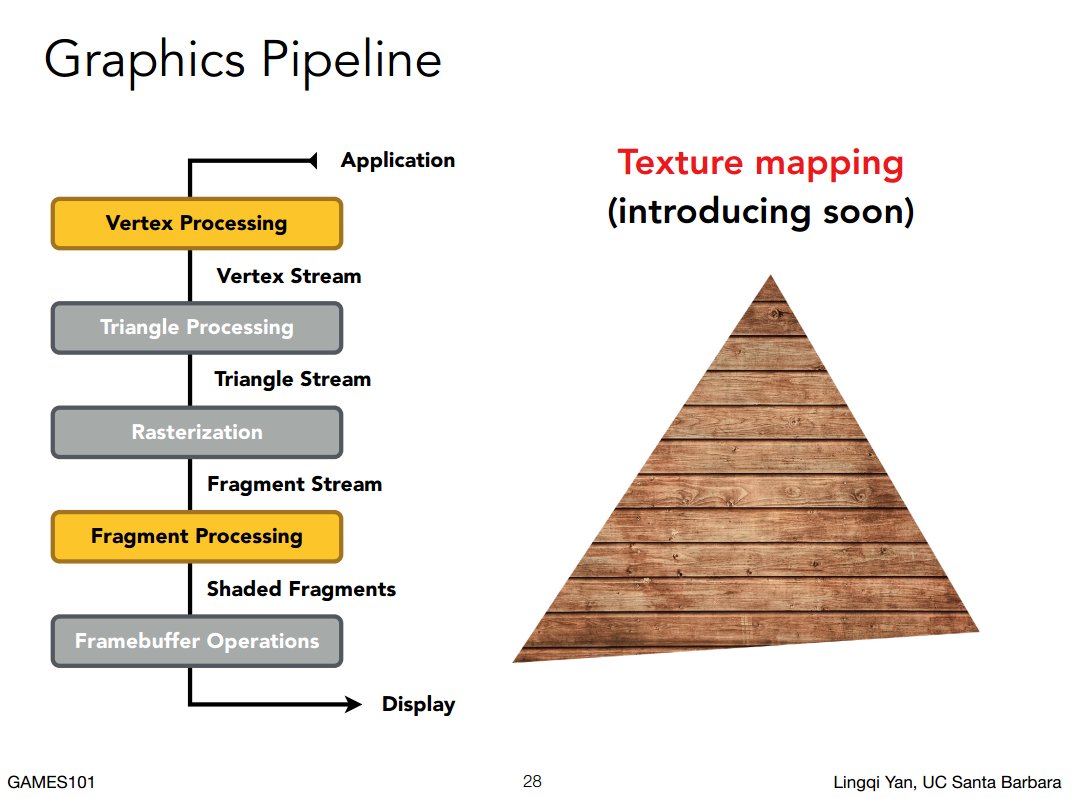 Graphics Pipeline
Application
Vertex Processing
Vertex Stream
Triangle Processing
Triangle Stream
Rasterization
Fragment Stream
Fragment Processing
Shaded Fragments
Framebuffer Operations
Display
Texture mapping
(introducing soon)
GAMES101
28
Lingqi Yan, UC Santa Barbara